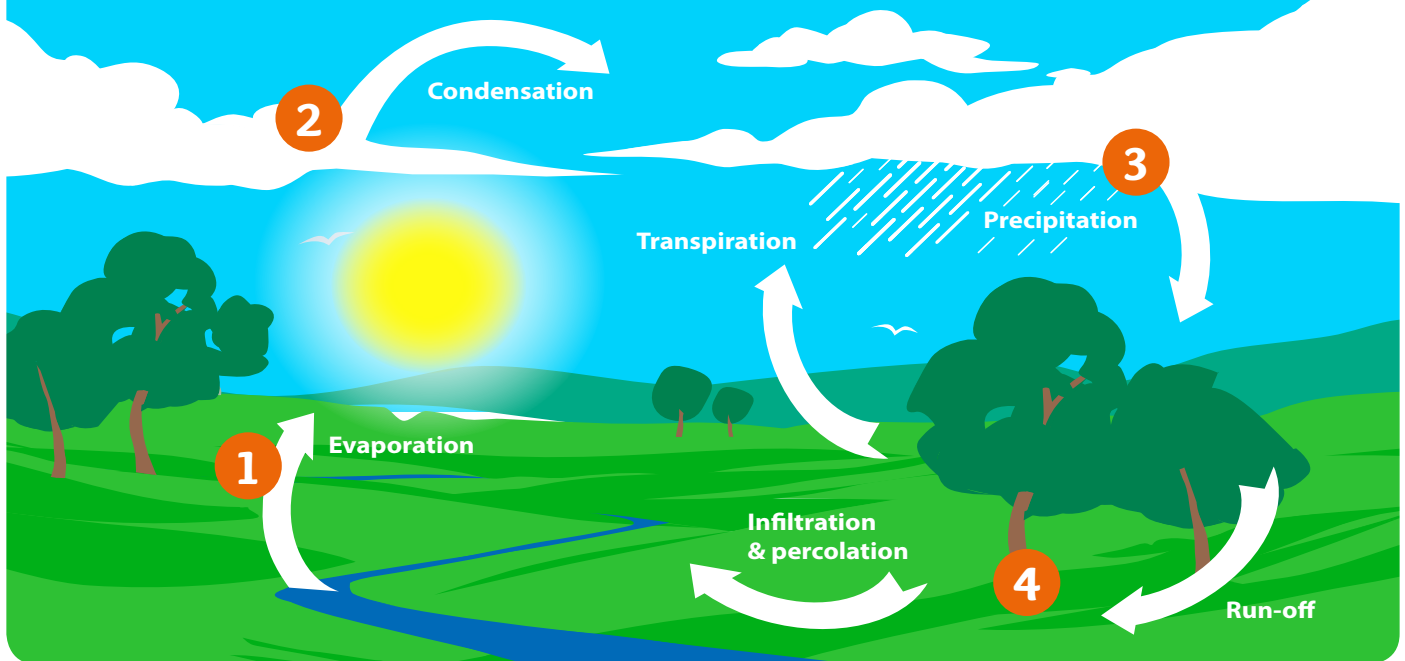 2
Condensation
3
Precipitation
Transpiration
1
Evaporation
Infiltration
& percolation
4
Run-off